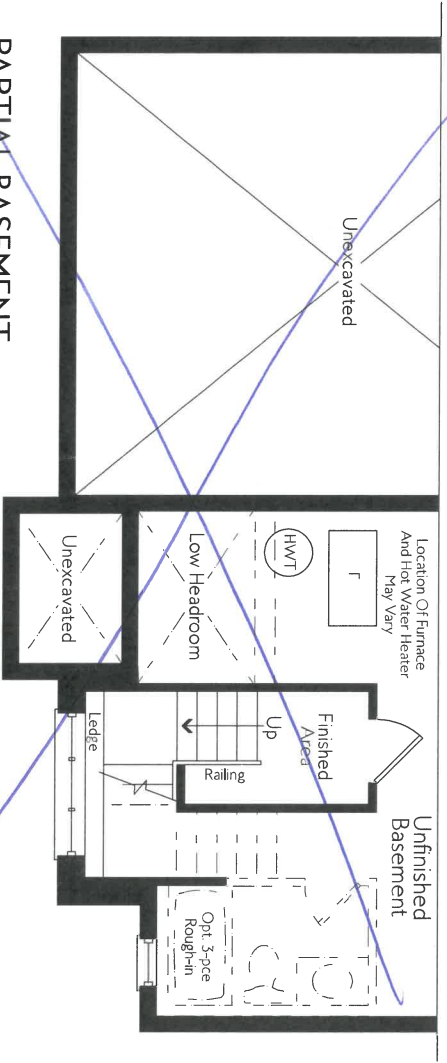 PARTIAL BASEMENT
Unexcavated
Location Of Furnace
And Hot Water Heater
May Vary
F
HWT
Low Headroom
Unexcavated
Finished
Area
Up
Railing
Ledge
Unfinished
Basement
Opt. 3-pce
Rough-in